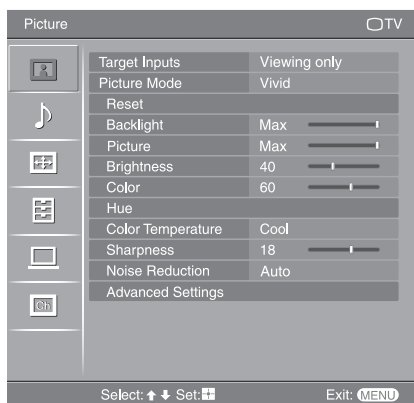 Picture TV
Target Inputs Viewing only
Picture Mode Vivid
Reset
Backlight Max
Picture Max
Brightness 40
Color 60
Hue
Color Temperature Cool
Sharpness 18
Noise Reduction Auto
Advanced Settings
Ch
Select: Set: Exit: MENU